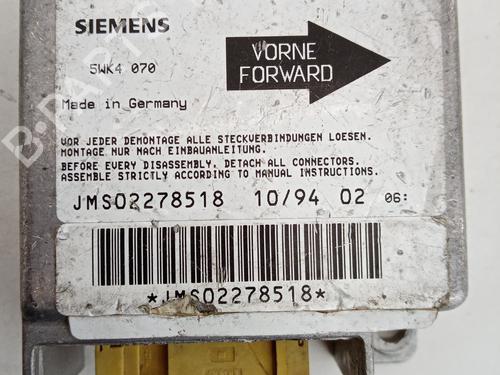 SIEMENS
5WK4 070
VORNE
FORWARD
Made in Germany
VOR JEDER DEMONTAGE ALLE STECKVERBINDUNGEN LOESEN.
MONTAGE NUR NACH EINBAUANLEITUNG.
BEFORE EVERY DISASSEMBLY, DETACH ALL CONNECTORS.
ASSEMBLE STRICTLY ACCORDING TO MANUAL INSTRUCTIONS.
JMS02278518 10/94 02 06:
*JMS02278518*